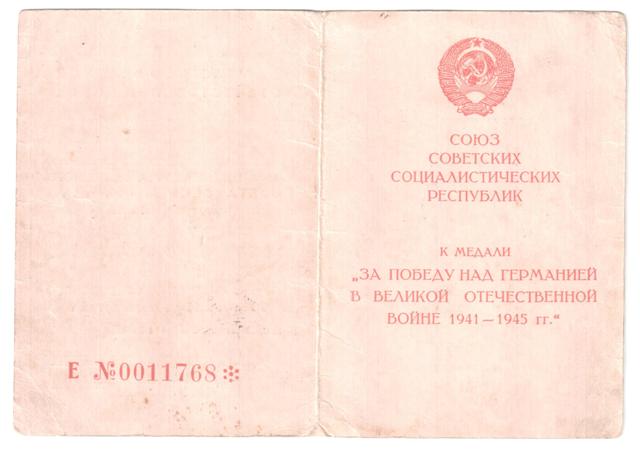 СОЮЗ
СОВЕТСКИХ
СОЦИАЛИСТИЧЕСКИХ
РЕСПУБЛИК
К МЕДАЛИ
„ЗА ПОБЕДУ НАД ГЕРМАНИЕЙ
В ВЕЛИКОЙ ОТЕЧЕСТВЕННОЙ
ВОЙНЕ 1941—1945 гг.“
Е №0011768